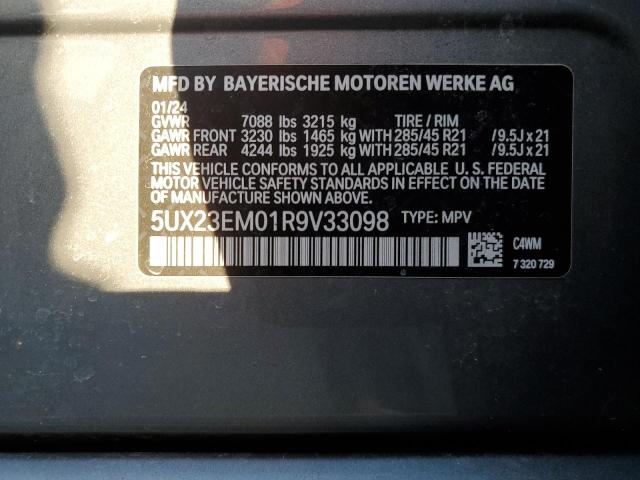 MFD BY BAYERISCHE MOTOREN WERKE AG
01/24
GVWR 7088 lbs 3215 kg TIRE / RIM
GAWR FRONT 3230 lbs 1465 kg WITH 285/45 R21 /9.5J x 21
GAWR REAR 4244 lbs 1925 kg WITH 285/45 R21 /9.5J x 21
THIS VEHICLE CONFORMS TO ALL APPLICABLE U. S. FEDERAL
MOTOR VEHICLE SAFETY STANDARDS IN EFFECT ON THE DATE
OF MANUFACTURE SHOWN ABOVE.
5UX23EM01R9V33098 TYPE: MPV
C4WM
7 320 729